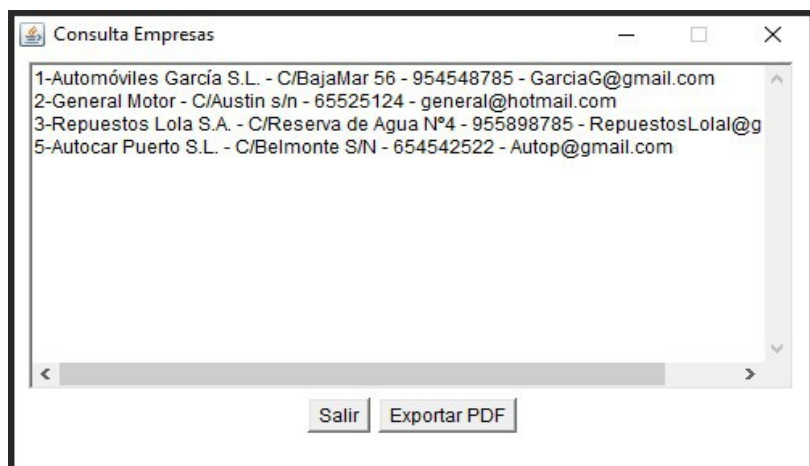 Consulta Empresas
1-Automóviles García S.L. - C/BajaMar 56 - 954548785 - GarciaG@gmail.com
2-General Motor - C/Austin s/n - 65525124 - general@hotmail.com
3-Repuestos Lola S.A. - C/Reserva de Agua Nº4 - 955898785 - RepuestosLolal@g
5-Autocar Puerto S.L. - C/Belmonte S/N - 654542522 - Autop@gmail.com
Salir Exportar PDF